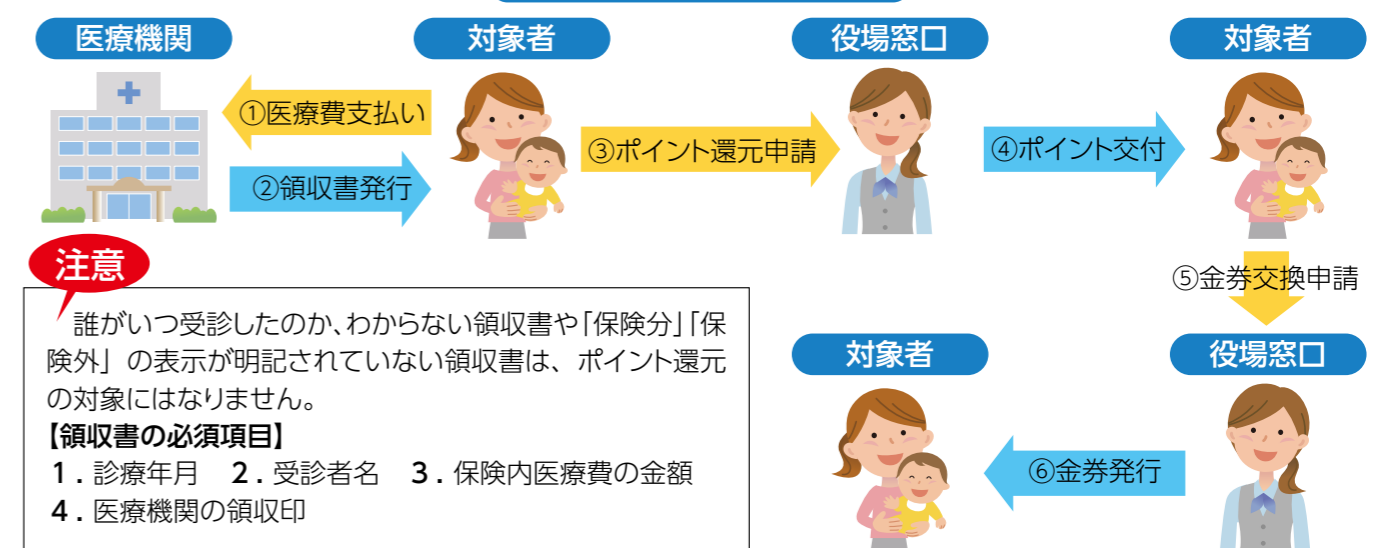 医療機関
対象者
役場窓口
対象者
①医療費支払い
②領収書発行
③ポイント還元申請
④ポイント交付
⑤金券交換申請
役場窓口
対象者
⑥金券発行
注意
誰がいつ受診したのか、わからない領収書や「保険分」「保
険外」の表示が明記されていない領収書は、ポイント還元
の対象にはなりません。
【領収書の必須項目】
1．診療年月　2．受診者名　3．保険内医療費の金額
4．医療機関の領収印